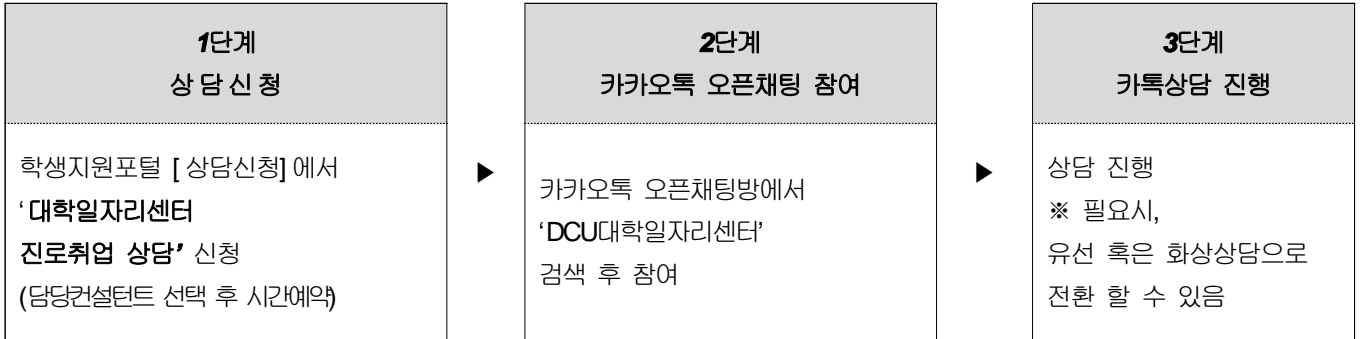 1단계
상담신청
학생지원포털 [상담신청]에서
‘대학일자리센터
진로취업 상담’ 신청
(담당컨설턴트 선택 후 시간예약)
▶
2단계
카카오톡 오픈채팅 참여
카카오톡 오픈채팅방에서
‘DCU대학일자리센터’
검색 후 참여
▶
3단계
카톡상담 진행
상담 진행
※ 필요시,
유선 혹은 화상상담으로
전환 할 수 있음